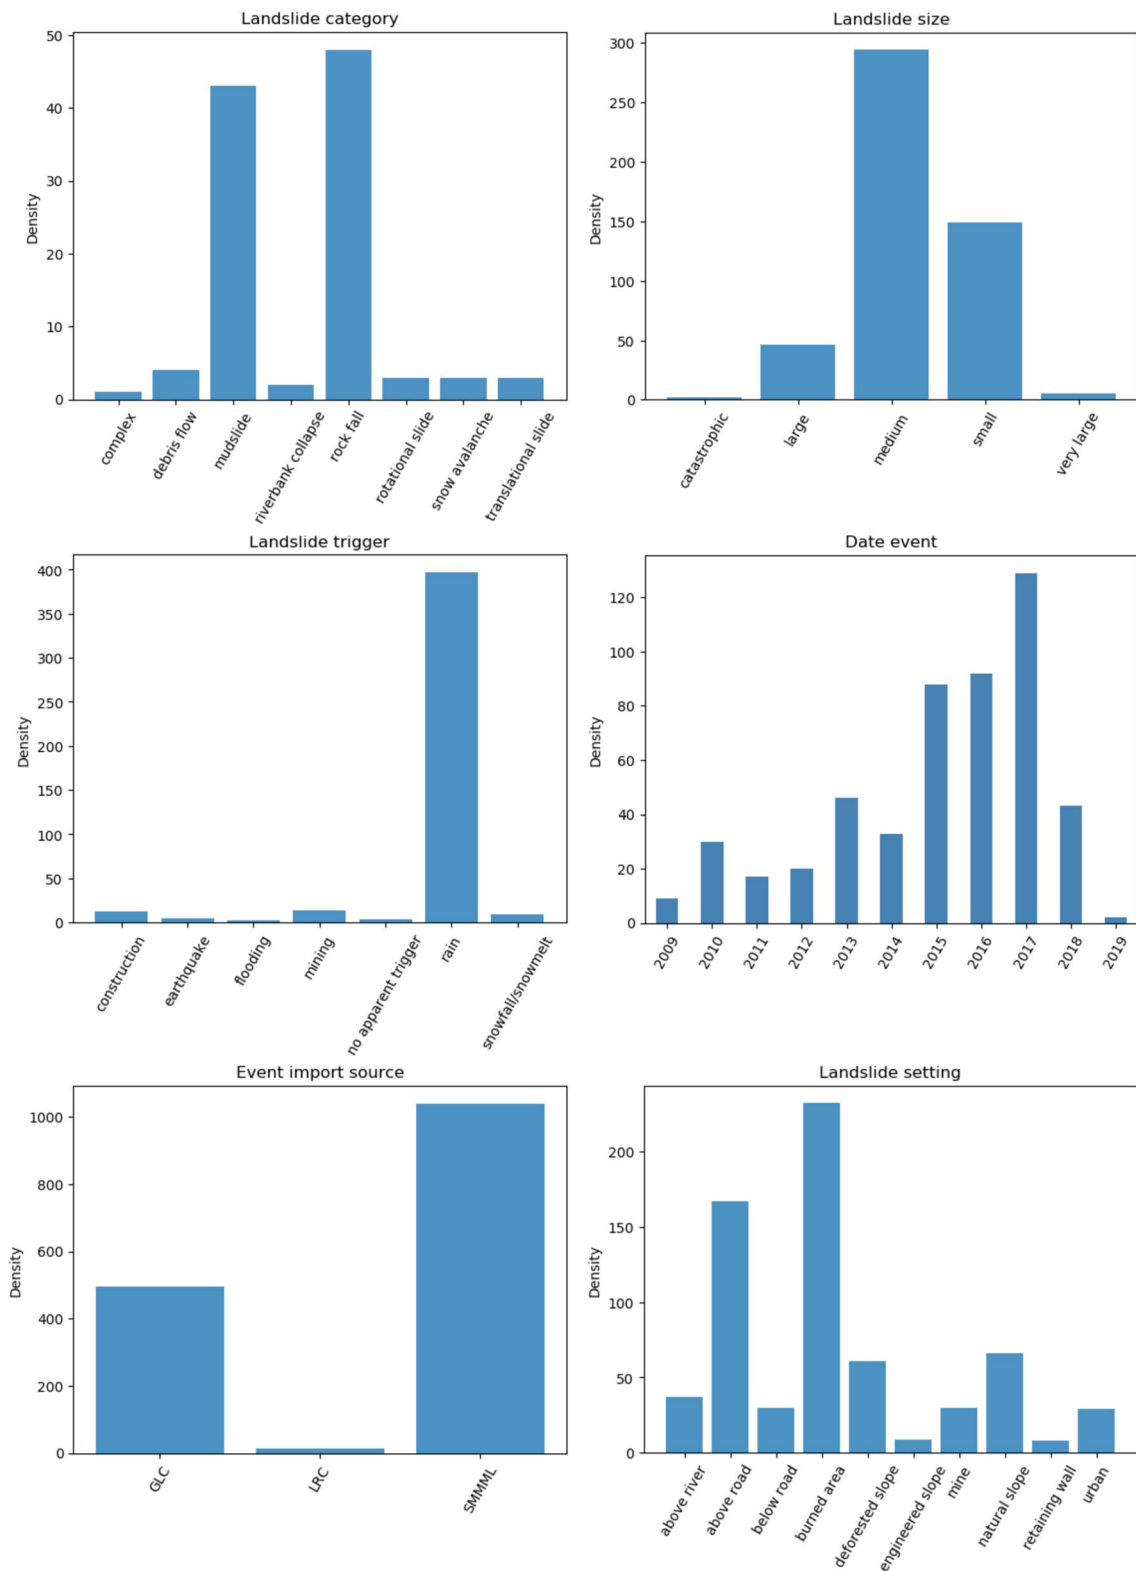 Landslide category
Density
50
40
30
20
10
0
complex
debris flow
mudslide
riverbank collapse
rock fall
rotational slide
snow avalanche
translational slide
Landslide size
Density
300
250
200
150
100
50
0
catastrophic
large
medium
small
very large
Landslide trigger
Density
400
350
300
250
200
150
100
50
0
construction
earthquake
flooding
mining
no apparent trigger
rain
snowfall/snowmelt
Date event
Density
120
100
80
60
40
20
0
2009
2010
2011
2012
2013
2014
2015
2016
2017
2018
2019
Event import source
Density
1000
800
600
400
200
0
GLC
LRC
SMMML
Landslide setting
Density
200
150
100
50
0
above river
above road
below road
burned area
deforested slope
engineered slope
mine
natural slope
retaining wall
urban